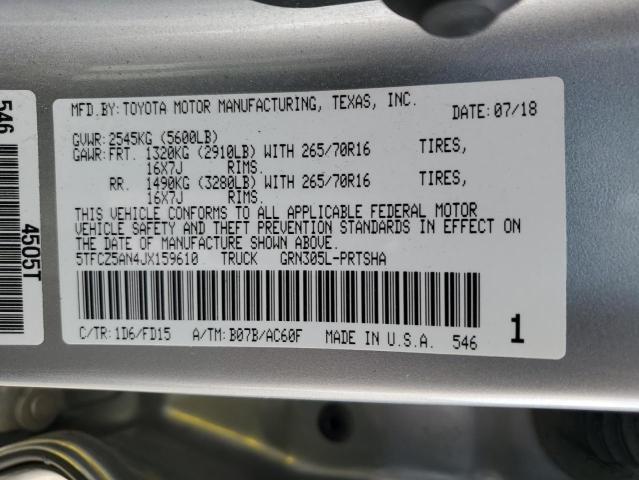 MFD.BY: TOYOTA MOTOR MANUFACTURING, TEXAS, INC. DATE: 07/18
GVWR: 2545KG (5600LB)
GAWR: FRT. 1320KG (2910LB) WITH 265/70R16 TIRES,
16X7J RIMS.
RR. 1490KG (3280LB) WITH 265/70R16 TIRES,
16X7J RIMS.
THIS VEHICLE CONFORMS TO ALL APPLICABLE FEDERAL MOTOR
VEHICLE SAFETY AND THEFT PREVENTION STANDARDS IN EFFECT ON
THE DATE OF MANUFACTURE SHOWN ABOVE.
5TFCZ5AN4JX159610 TRUCK GRN305L-PRTSHA
C/TR: 1D6/FD15 A/TM: B07B/AC60F MADE IN U.S.A. 546 1
546 4505T